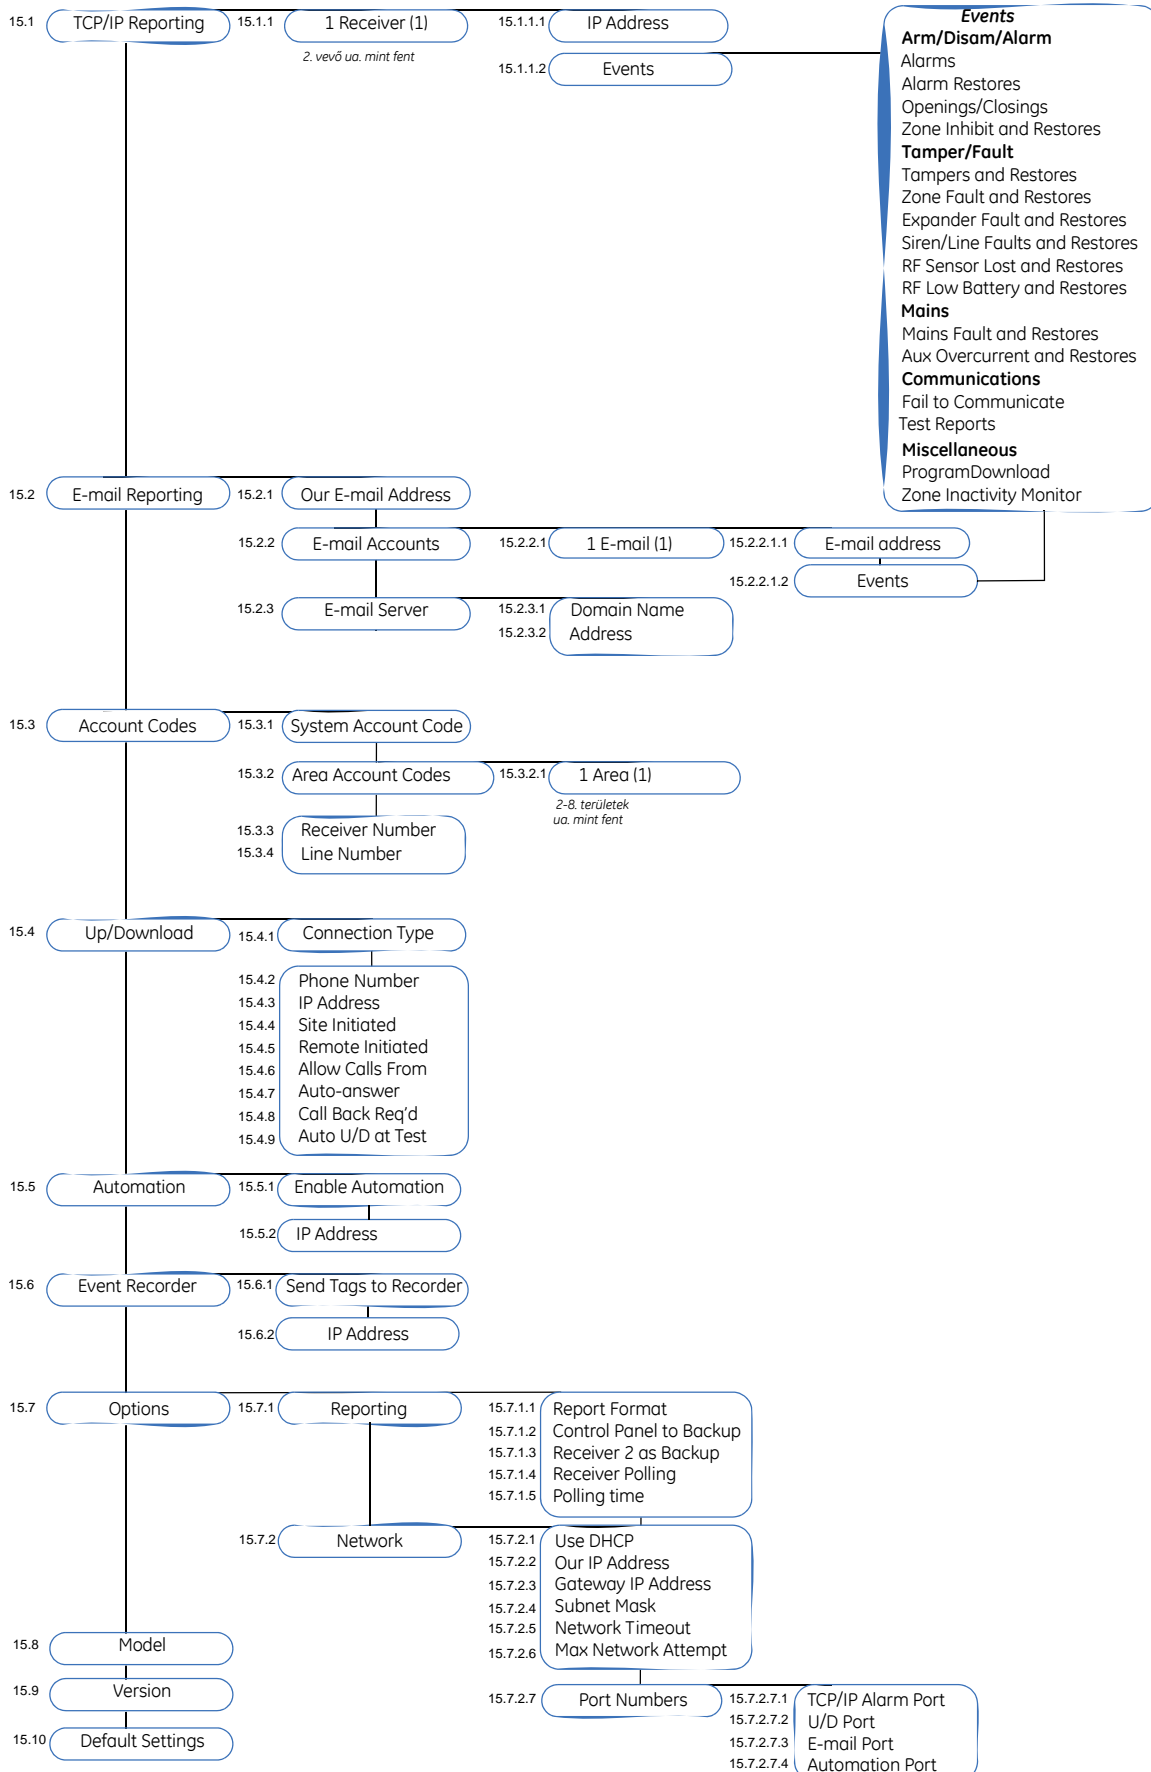 15.1 TCP/IP Reporting 15.1.1 1 Receiver (1) 15.1.1.1 IP Address
2. vevő ua. mint fent
15.1.1.2 Events
Events
Arm/Disam/Alarm
Alarms
Alarm Restores
Openings/Closings
Zone Inhibit and Restores
Tamper/Fault
Tampers and Restores
Zone Fault and Restores
Expander Fault and Restores
Siren/Line Faults and Restores
RF Sensor Lost and Restores
RF Low Battery and Restores
Mains
Mains Fault and Restores
Aux Overcurrent and Restores
Communications
Fail to Communicate
Test Reports
Miscellaneous
ProgramDownload
Zone Inactivity Monitor
15.2 E-mail Reporting 15.2.1 Our E-mail Address
15.2.2 E-mail Accounts 15.2.2.1 1 E-mail (1) 15.2.2.1.1 E-mail address
15.2.2.1.2 Events
15.2.3 E-mail Server 15.2.3.1 Domain Name
15.2.3.2 Address
15.3 Account Codes 15.3.1 System Account Code
15.3.2 Area Account Codes 15.3.2.1 1 Area (1)
2-8. területek
ua. mint fent
15.3.3 Receiver Number
15.3.4 Line Number
15.4 Up/Download 15.4.1 Connection Type
15.4.2 Phone Number
15.4.3 IP Address
15.4.4 Site Initiated
15.4.5 Remote Initiated
15.4.6 Allow Calls From
15.4.7 Auto-answer
15.4.8 Call Back Req'd
15.4.9 Auto U/D at Test
15.5 Automation 15.5.1 Enable Automation
15.5.2 IP Address
15.6 Event Recorder 15.6.1 Send Tags to Recorder
15.6.2 IP Address
15.7 Options 15.7.1 Reporting 15.7.1.1 Report Format
15.7.1.2 Control Panel to Backup
15.7.1.3 Receiver 2 as Backup
15.7.1.4 Receiver Polling
15.7.1.5 Polling time
15.7.2 Network 15.7.2.1 Use DHCP
15.7.2.2 Our IP Address
15.7.2.3 Gateway IP Address
15.7.2.4 Subnet Mask
15.7.2.5 Network Timeout
15.7.2.6 Max Network Attempt
15.8 Model
15.9 Version 15.7.2.7 Port Numbers 15.7.2.7.1 TCP/IP Alarm Port
15.7.2.7.2 U/D Port
15.10 Default Settings 15.7.2.7.3 E-mail Port
15.7.2.7.4 Automation Port